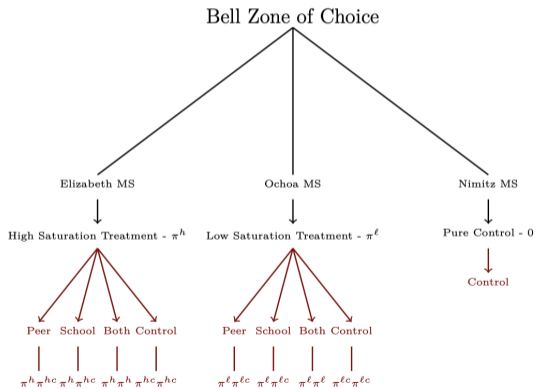 Bell Zone of Choice
Elizabeth MS Ochoa MS Nimitz MS
High Saturation Treatment - π^h Low Saturation Treatment - π^ℓ Pure Control - 0
Control
Peer School Both Control Peer School Both Control
π^h π^{hc} π^h π^{hc} π^h π^h π^{hc} π^{hc} π^ℓ π^{ℓc} π^ℓ π^{ℓc} π^ℓ π^ℓ π^{ℓc} π^{ℓc}